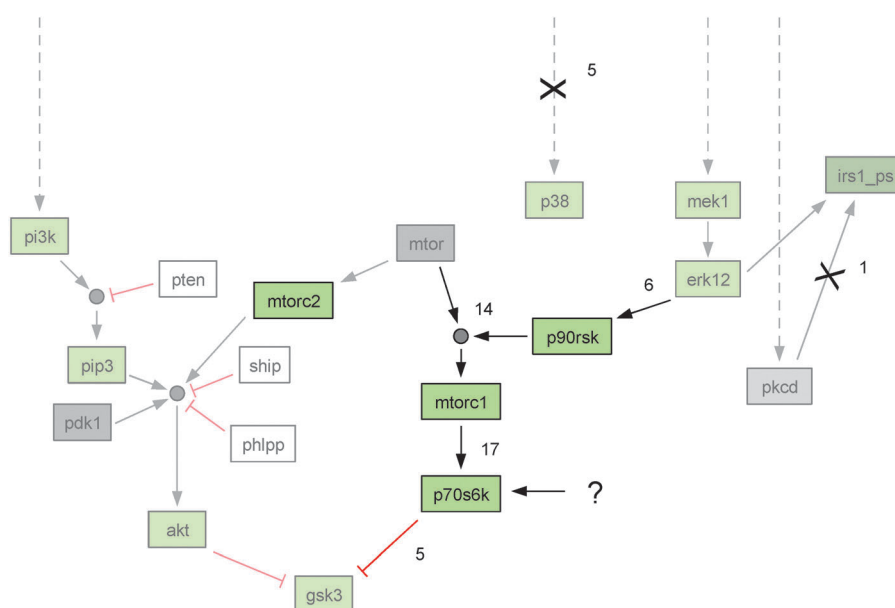 5
irs1_ps
p38
mek1
pi3k
mtor
1
pten
mtorc2
erk12
6
14
p90rsk
ship
pip3
pkcd
mtorc1
pdk1
phlpp
17
p70s6k
?
akt
5
gsk3